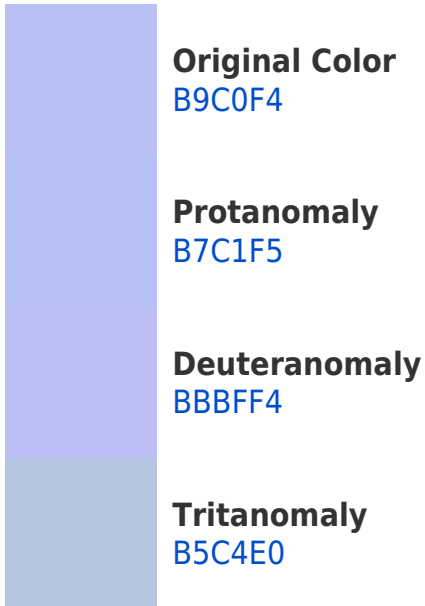 Original Color
B9C0F4
Protanomaly
B7C1F5
Deuteranomaly
BBBFF4
Tritanomaly
B5C4E0